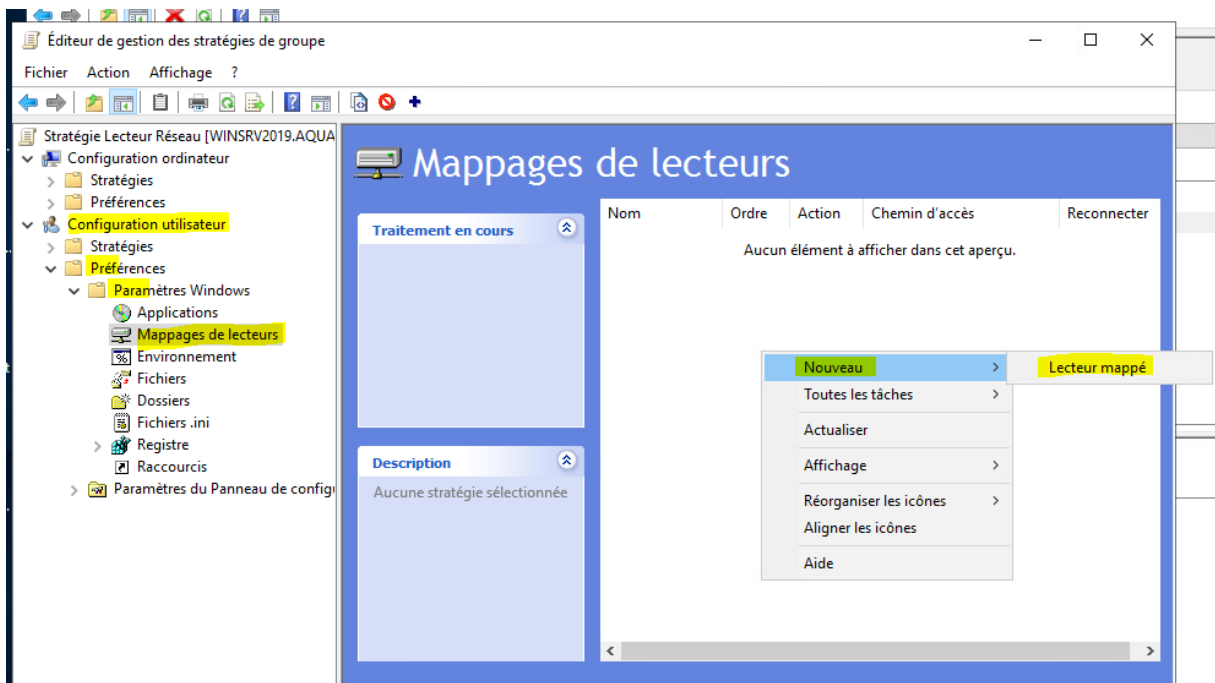 Éditeur de gestion des stratégies de groupe
Fichier Action Affichage ?
Stratégie Lecteur Réseau [WINSRV2019.AQUA
Configuration ordinateur
Stratégies
Préférences
Configuration utilisateur
Stratégies
Préférences
Paramètres Windows
Applications
Mappages de lecteurs
Environnement
Fichiers
Dossiers
Fichiers .ini
Registre
Raccourcis
Paramètres du Panneau de config
Mappages de lecteurs
Traitement en cours
Description
Aucune stratégie sélectionnée
Nom Ordre Action Chemin d'accès Reconnecter
Aucun élément à afficher dans cet aperçu.
Nouveau
Lecteur mappé
Toutes les tâches
Actualiser
Affichage
Réorganiser les icônes
Aligner les icônes
Aide